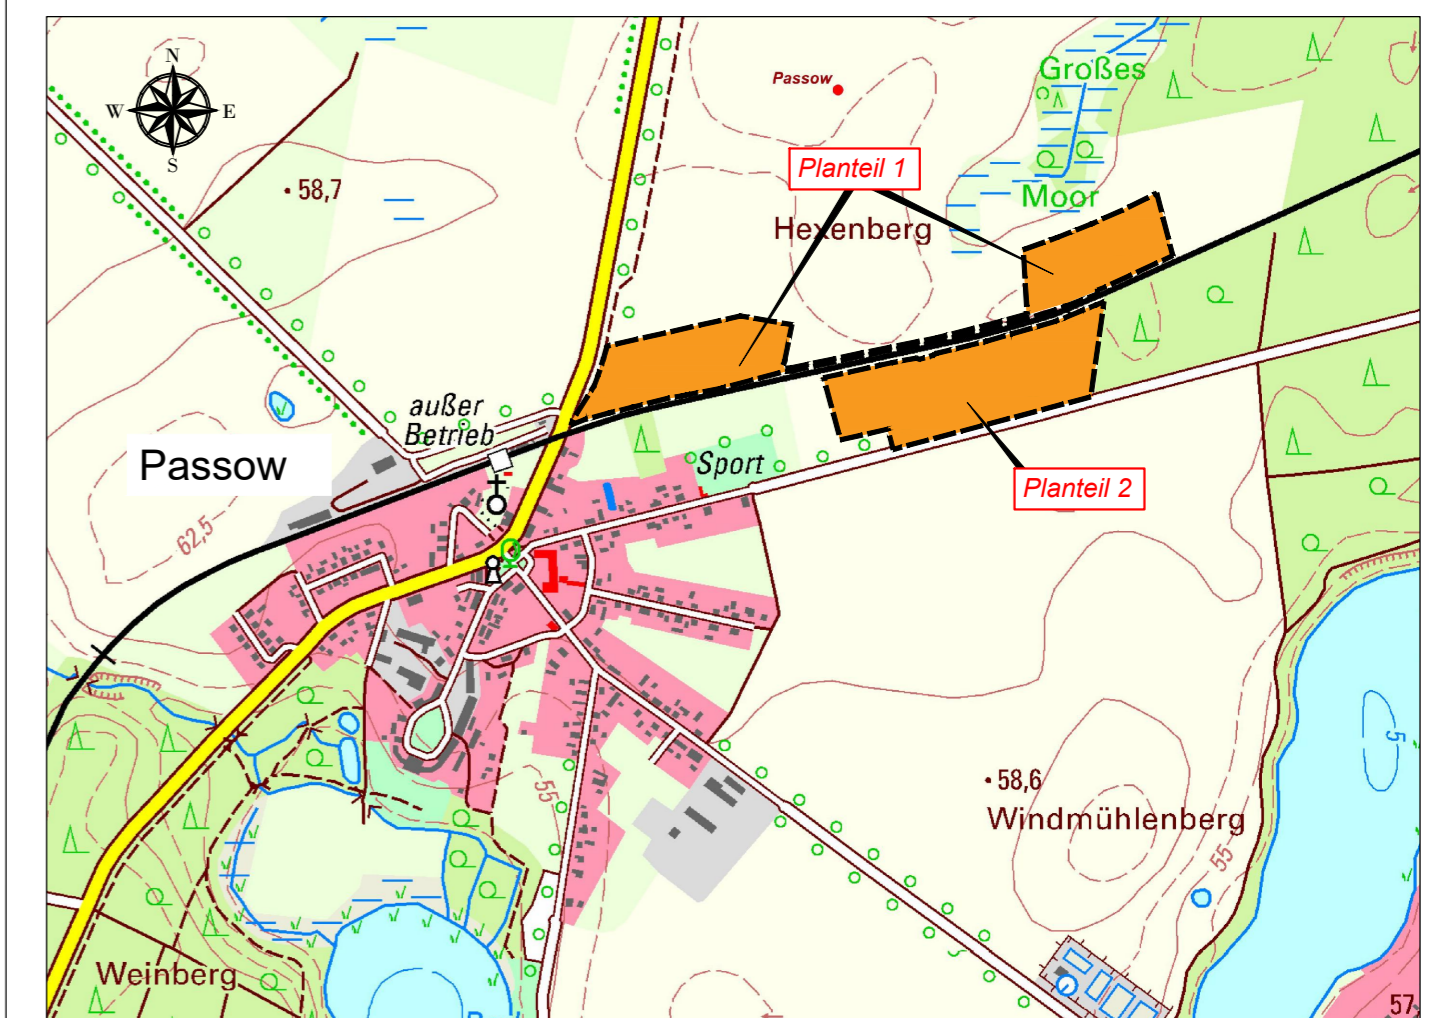 N
W
E
S
Passow
Großes
Moor
Planteil 1
58,7
Hexenberg
außer
Betrieb
Passow
Sport
Planteil 2
62,5
55
58,6
Windmühlenberg
55
5
Weinberg
57